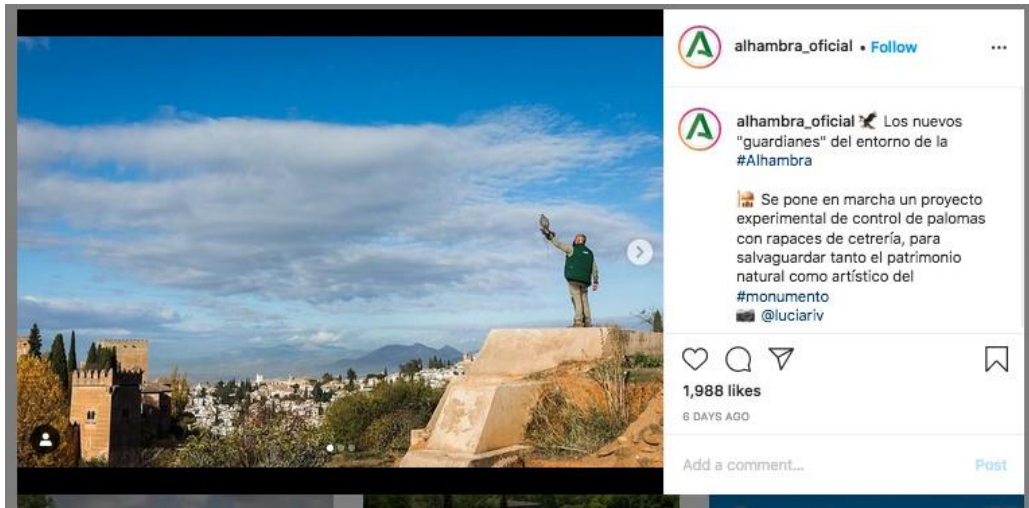 alhambra_oficial • Follow
alhambra_oficial 🦅 Los nuevos
"guardianes" del entorno de la
#Alhambra
🕌 Se pone en marcha un proyecto
experimental de control de palomas
con rapaces de cetrería, para
salvaguardar tanto el patrimonio
natural como artístico del
#monumento
📷 @luciariv
1,988 likes
6 DAYS AGO
Add a comment... Post